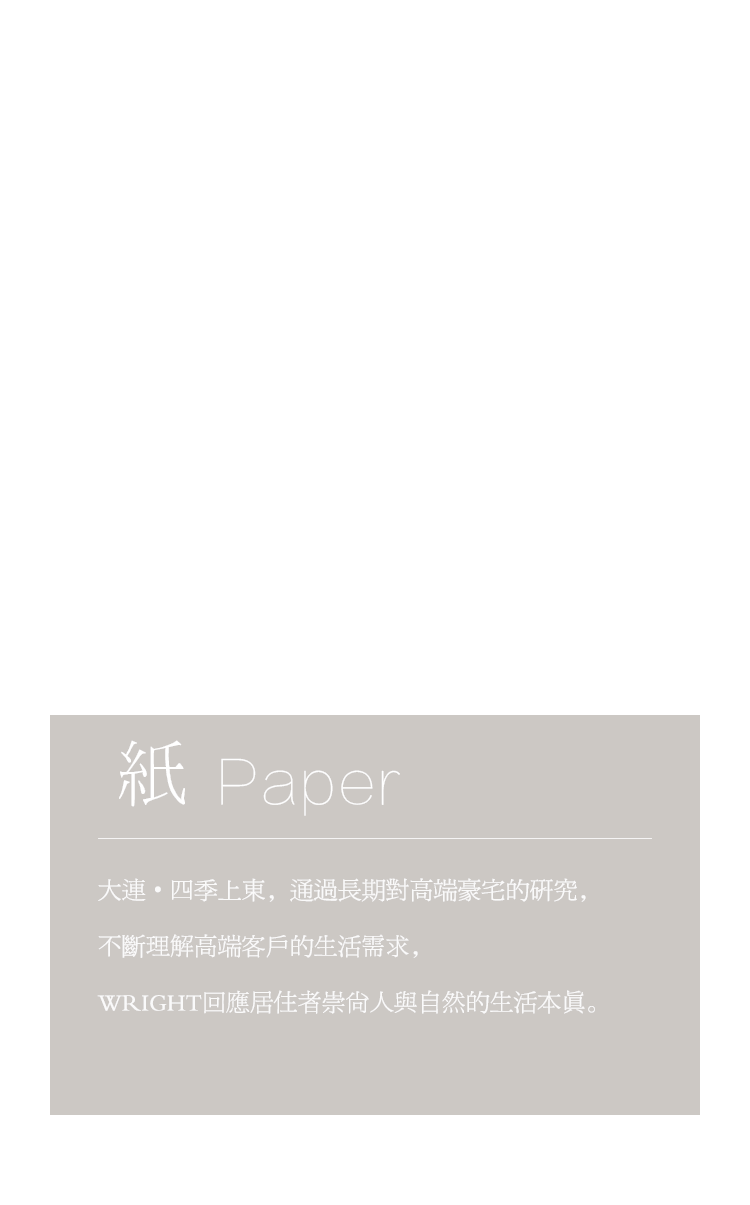 紙 Paper
大連·四季上東，通過長期對高端豪宅的研究，
不斷理解高端客戶的生活需求，
WRIGHT回應居住者崇尙人與自然的生活本眞。